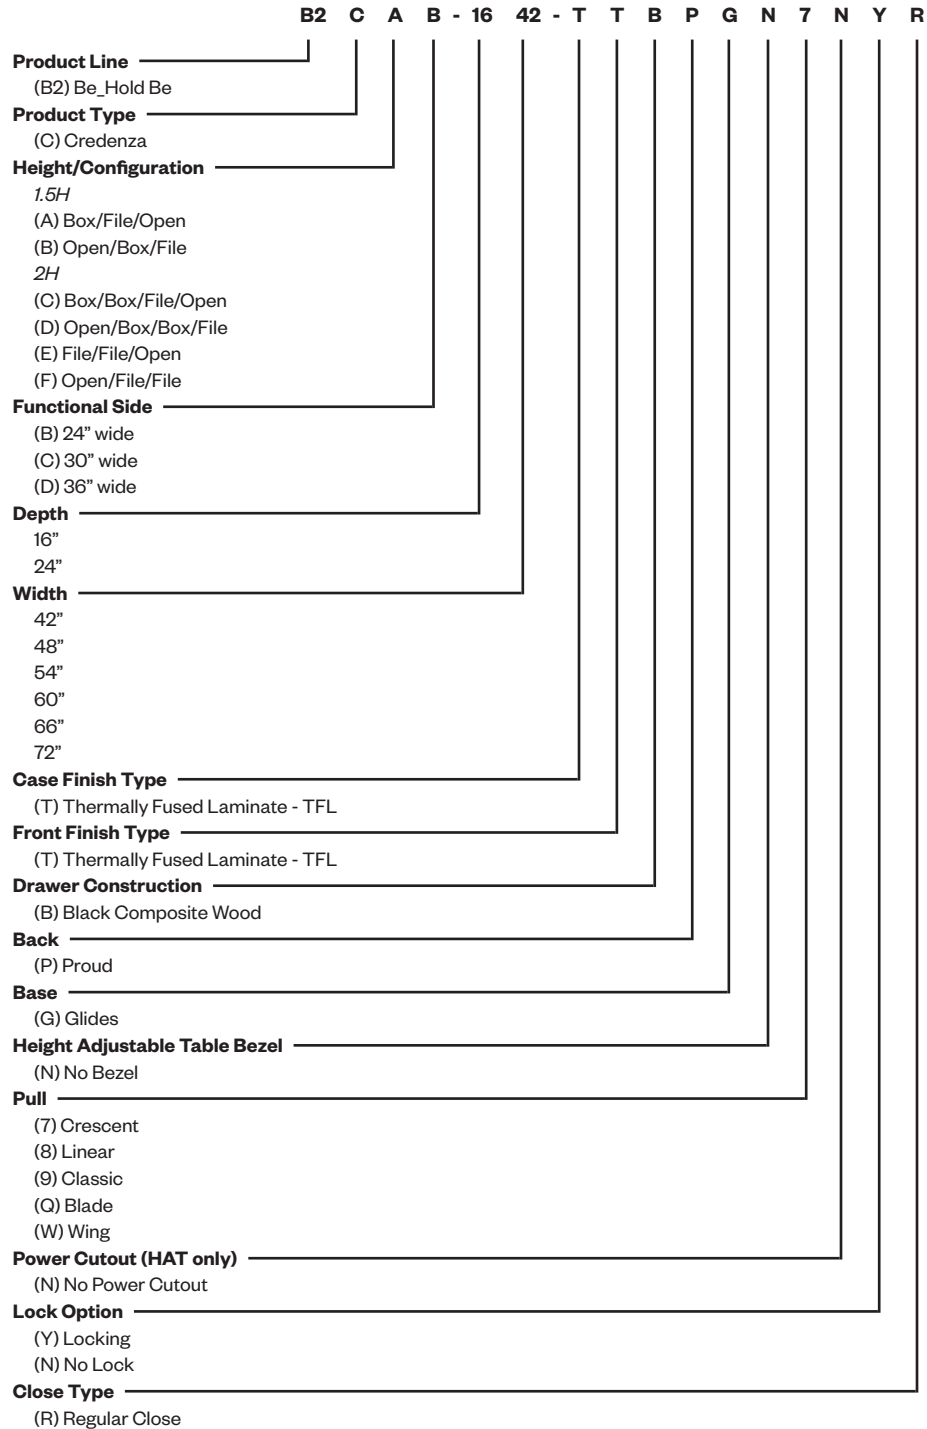 B2 C A B - 16 42 - T T B P G N 7 N Y R
Product Line
(B2) Be_Hold Be
Product Type
(C) Credenza
Height/Configuration
1.5H
(A) Box/File/Open
(B) Open/Box/File
2H
(C) Box/Box/File/Open
(D) Open/Box/Box/File
(E) File/File/Open
(F) Open/File/File
Functional Side
(B) 24” wide
(C) 30” wide
(D) 36” wide
Depth
16”
24”
Width
42”
48”
54”
60”
66”
72”
Case Finish Type
(T) Thermally Fused Laminate - TFL
Front Finish Type
(T) Thermally Fused Laminate - TFL
Drawer Construction
(B) Black Composite Wood
Back
(P) Proud
Base
(G) Glides
Height Adjustable Table Bezel
(N) No Bezel
Pull
(7) Crescent
(8) Linear
(9) Classic
(Q) Blade
(W) Wing
Power Cutout (HAT only)
(N) No Power Cutout
Lock Option
(Y) Locking
(N) No Lock
Close Type
(R) Regular Close